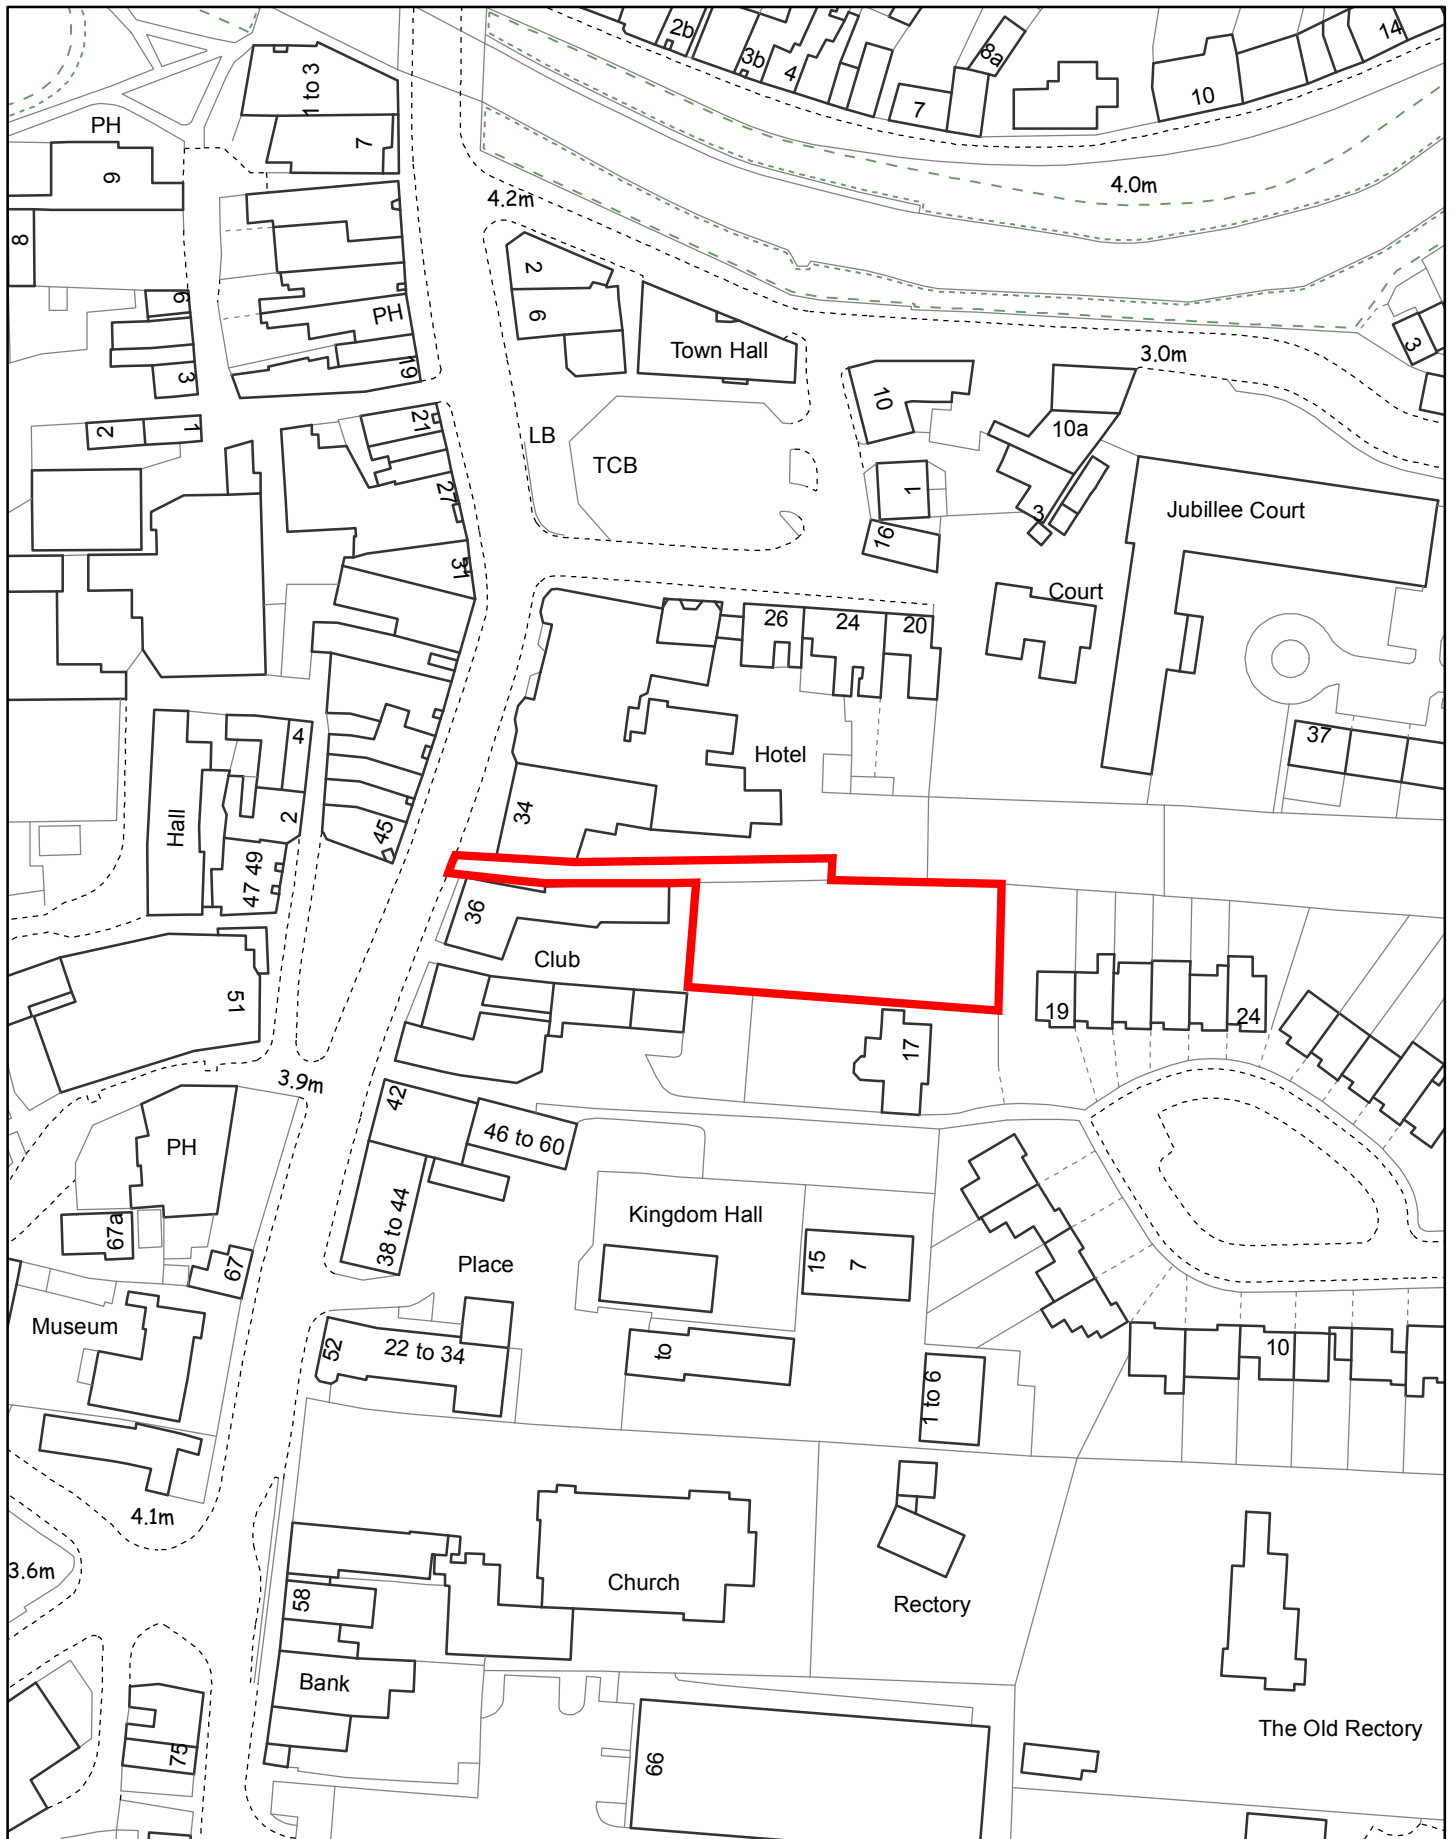 2b
3b
4
8a
7
10
14
1 to 3
7
PH
9
8
4.0m
4.2m
2
6
6
PH
19
3
Town Hall
3.0m
3
10
10a
21
2
1
LB
TCB
27
1
3
16
Jubillee Court
31
Court
26
24
20
4
Hotel
37
34
Hall
2
45
47 49
36
Club
51
19
24
17
3.9m
42
46 to 60
PH
Kingdom Hall
67a
38 to 44
67
Place
15
7
Museum
52
22 to 34
to
10
1 to 6
4.1m
3.6m
58
Church
Rectory
Bank
The Old Rectory
75
66